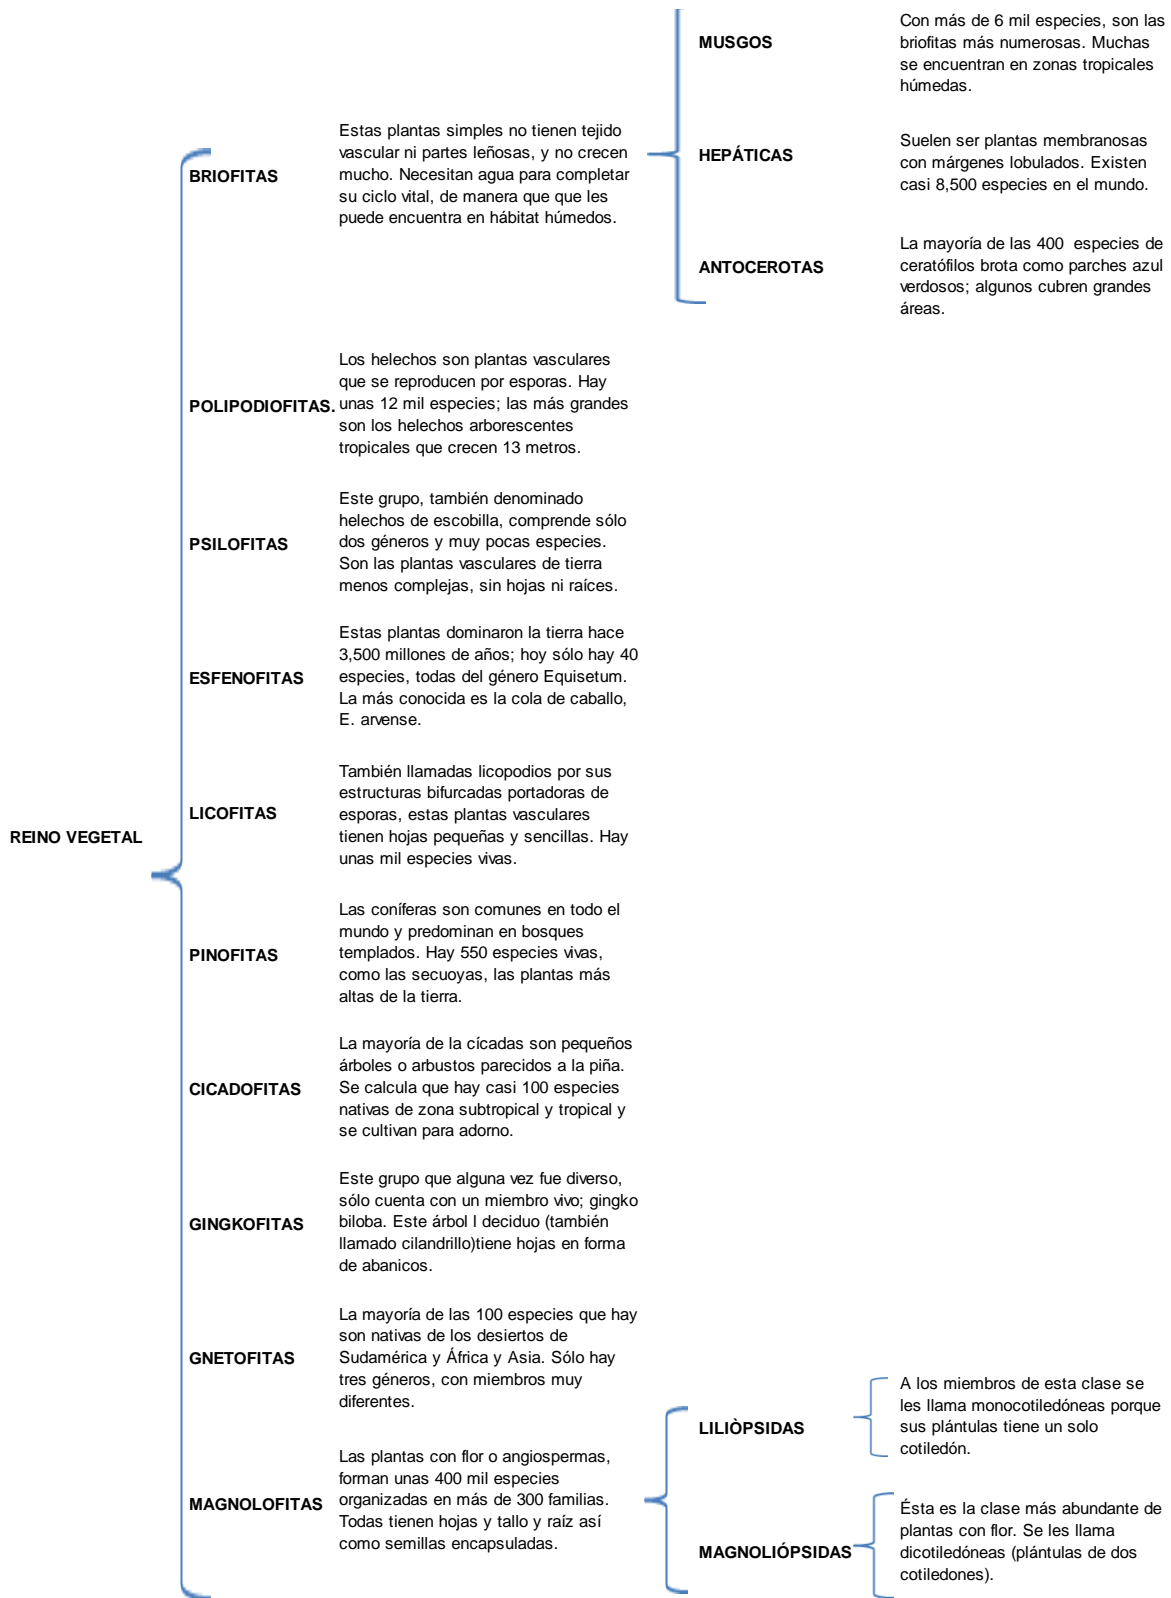 REINO VEGETAL
BRIOFITAS
Estas plantas simples no tienen tejido
vascular ni partes leñosas, y no crecen
mucho. Necesitan agua para completar
su ciclo vital, de manera que que les
puede encuentra en hábitat húmedos.
MUSGOS
Con más de 6 mil especies, son las
briofitas más numerosas. Muchas
se encuentran en zonas tropicales
húmedas.
HEPÁTICAS
Suelen ser plantas membranosas
con márgenes lobulados. Existen
casi 8,500 especies en el mundo.
ANTOCEROTAS
La mayoría de las 400 especies de
ceratófilos brota como parches azul
verdosos; algunos cubren grandes
áreas.
POLIPODIOFITAS.
Los helechos son plantas vasculares
que se reproducen por esporas. Hay
unas 12 mil especies; las más grandes
son los helechos arborescentes
tropicales que crecen 13 metros.
PSILOFITAS
Este grupo, también denominado
helechos de escobilla, comprende sólo
dos géneros y muy pocas especies.
Son las plantas vasculares de tierra
menos complejas, sin hojas ni raíces.
ESFENOFITAS
Estas plantas dominaron la tierra hace
3,500 millones de años; hoy sólo hay 40
especies, todas del género Equisetum.
La más conocida es la cola de caballo,
E. arvense.
LICOFITAS
También llamadas licopodios por sus
estructuras bifurcadas portadoras de
esporas, estas plantas vasculares
tienen hojas pequeñas y sencillas. Hay
unas mil especies vivas.
PINOFITAS
Las coníferas son comunes en todo el
mundo y predominan en bosques
templados. Hay 550 especies vivas,
como las secuoyas, las plantas más
altas de la tierra.
CICADOFITAS
La mayoría de la cícadas son pequeños
árboles o arbustos parecidos a la piña.
Se calcula que hay casi 100 especies
nativas de zona subtropical y tropical y
se cultivan para adorno.
GINGKOFITAS
Este grupo que alguna vez fue diverso,
sólo cuenta con un miembro vivo; gingko
biloba. Este árbol l deciduo (también
llamado cilandrillo)tiene hojas en forma
de abanicos.
GNETOFITAS
La mayoría de las 100 especies que hay
son nativas de los desiertos de
Sudamérica y África y Asia. Sólo hay
tres géneros, con miembros muy
diferentes.
MAGNOLOFITAS
Las plantas con flor o angiospermas,
forman unas 400 mil especies
organizadas en más de 300 familias.
Todas tienen hojas y tallo y raíz así
como semillas encapsuladas.
LILIÒPSIDAS
A los miembros de esta clase se
les llama monocotiledóneas porque
sus plántulas tiene un solo
cotiledón.
MAGNOLIÓPSIDAS
Ésta es la clase más abundante de
plantas con flor. Se les llama
dicotiledóneas (plántulas de dos
cotiledones).